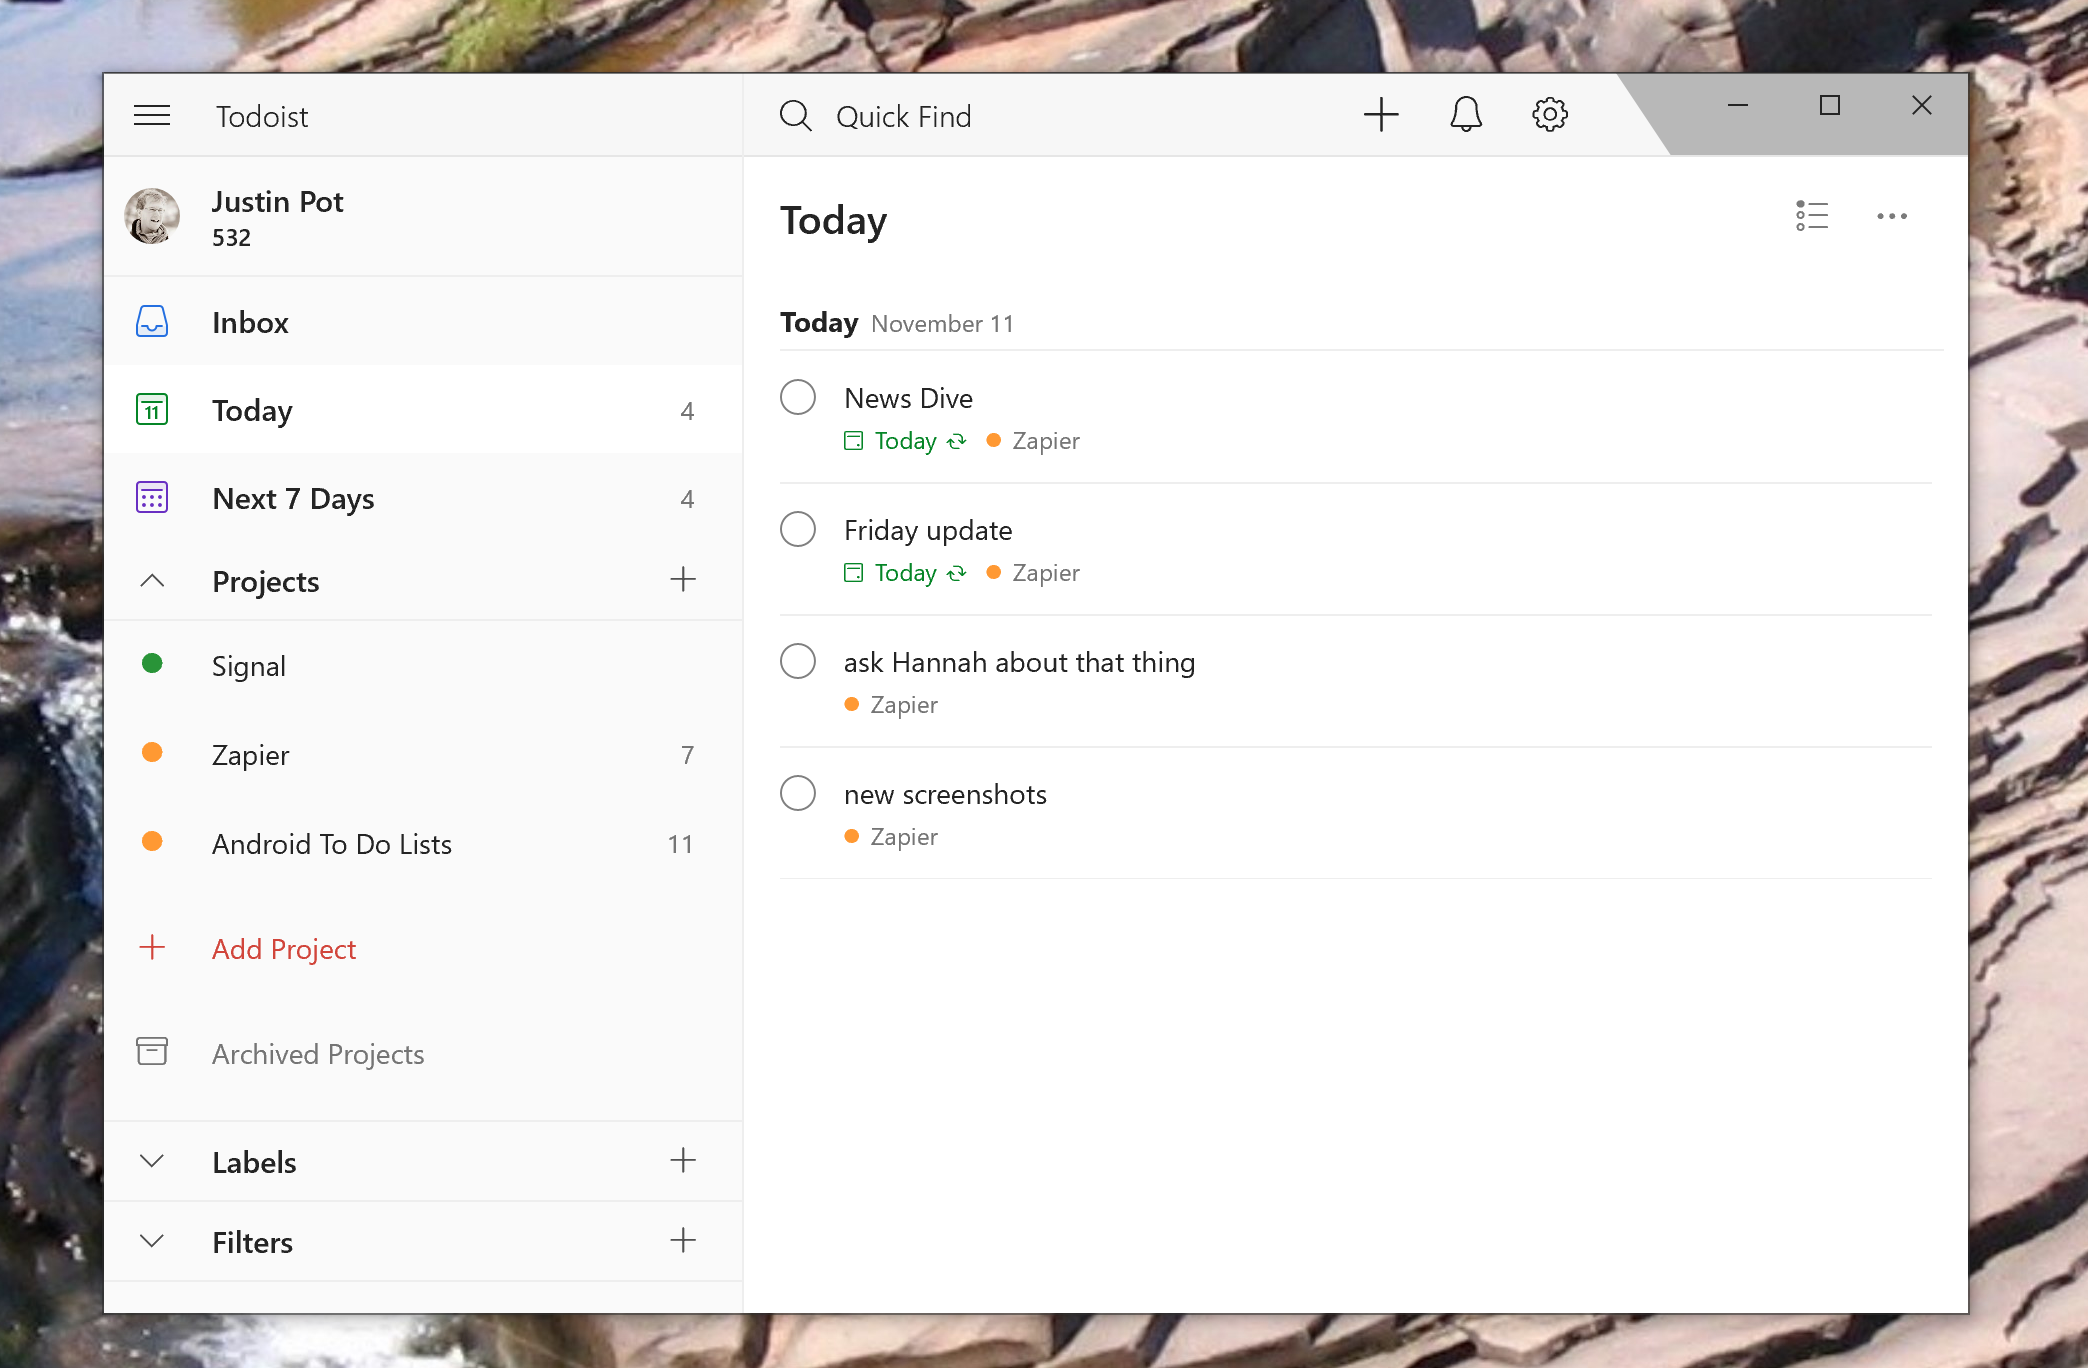 Todoist
Quick Find
Justin Pot
532
Inbox
11
Today 4
Next 7 Days 4
Projects
Signal
Zapier 7
Android To Do Lists 11
Add Project
Archived Projects
Labels
Filters
Today
Today November 11
News Dive
Today Zapier
Friday update
Today Zapier
ask Hannah about that thing
Zapier
new screenshots
Zapier